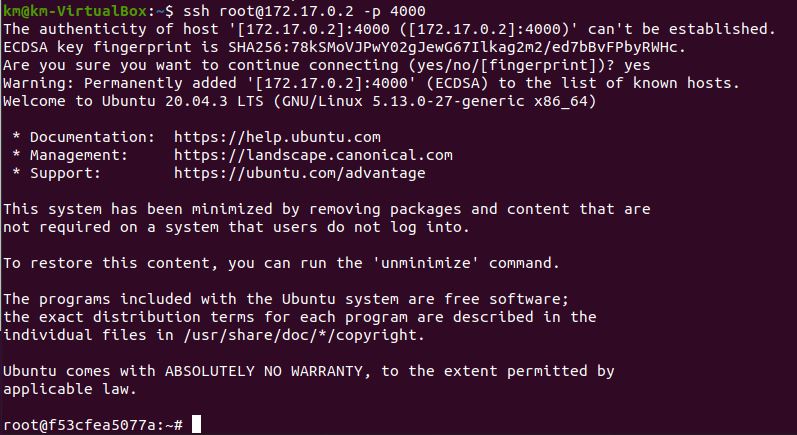 km@km-VirtualBox:~$ ssh root@172.17.0.2 -p 4000
The authenticity of host '[172.17.0.2]:4000 ([172.17.0.2]:4000)' can't be established.
ECDSA key fingerprint is SHA256:78kSMoVJPwY02gJewG67Ilkag2m2/ed7bBvFPbyRWHc.
Are you sure you want to continue connecting (yes/no/[fingerprint])? yes
Warning: Permanently added '[172.17.0.2]:4000' (ECDSA) to the list of known hosts.
Welcome to Ubuntu 20.04.3 LTS (GNU/Linux 5.13.0-27-generic x86_64)

 * Documentation:  https://help.ubuntu.com
 * Management:     https://landscape.canonical.com
 * Support:        https://ubuntu.com/advantage

This system has been minimized by removing packages and content that are
not required on a system that users do not log into.

To restore this content, you can run the 'unminimize' command.

The programs included with the Ubuntu system are free software;
the exact distribution terms for each program are described in the
individual files in /usr/share/doc/*/copyright.

Ubuntu comes with ABSOLUTELY NO WARRANTY, to the extent permitted by
applicable law.

root@f53cfea5077a:~#